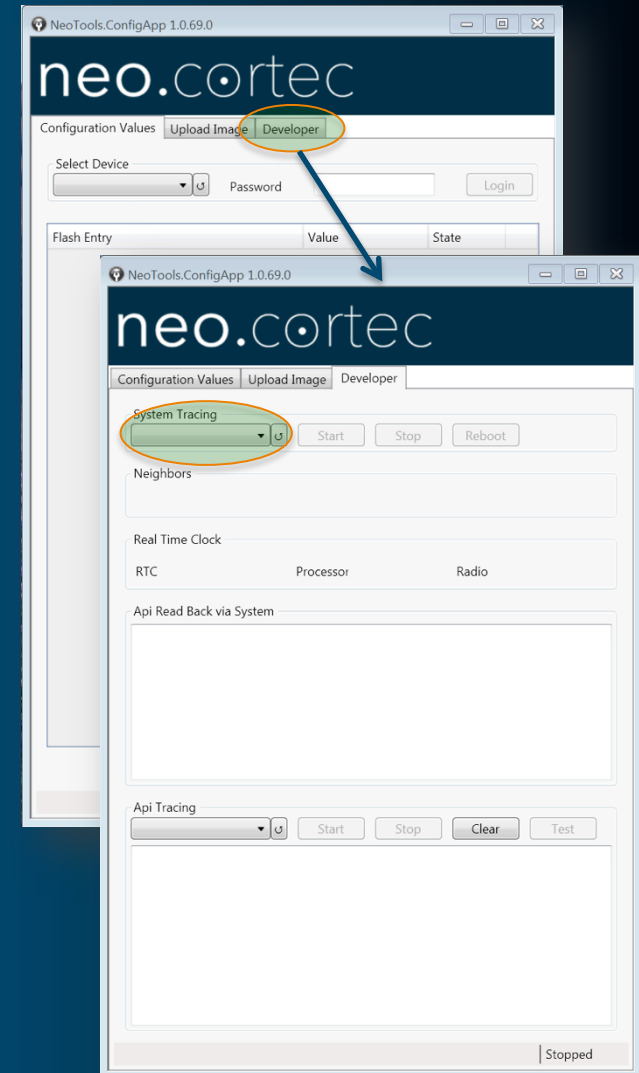 NeoTools.ConfigApp 1.0.69.0
neo.cortec
Configuration Values Upload Image Developer
Select Device
Password Login
Flash Entry Value State
NeoTools.ConfigApp 1.0.69.0
neo.cortec
Configuration Values Upload Image Developer
System Tracing
Start Stop Reboot
Neighbors
Real Time Clock
RTC Processor Radio
Api Read Back via System
Api Tracing
Start Stop Clear Test
Stopped